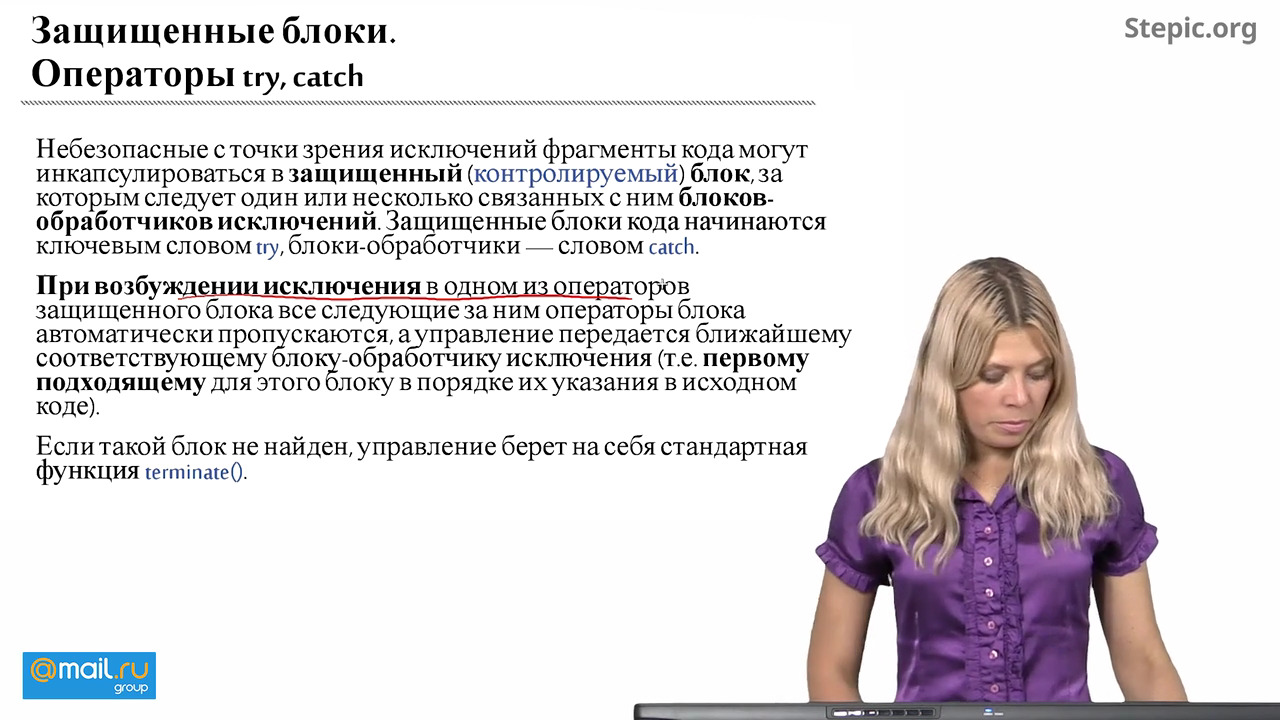 Защищенные блоки.
Операторы try, catch
Stepic.org
Небезопасные с точки зрения исключений фрагменты кода могут
инкапсулироваться в защищенный (контролируемый) блок, за
которым следует один или несколько связанных с ним блоков-
обработчиков исключений. Защищенные блоки кода начинаются
ключевым словом try, блоки-обработчики — словом catch.
При возбуждении исключения в одном из операторов
защищенного блока все следующие за ним операторы блока
автоматически пропускаются, а управление передается ближайшему
соответствующему блоку-обработчику исключения (т.е. первому
подходящему для этого блоку в порядке их указания в исходном
коде).
Если такой блок не найден, управление берет на себя стандартная
функция terminate().
@mail.ru
group